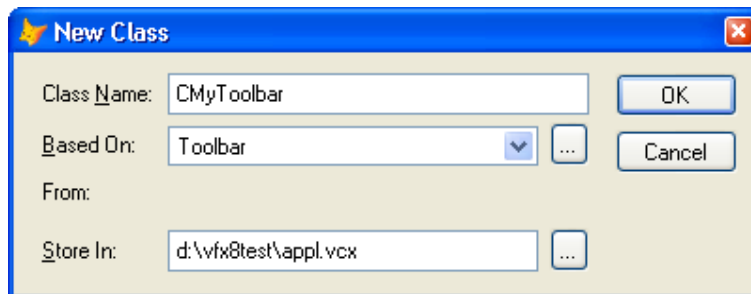 New Class
Class Name: CMyToolbar OK
Based On: Toolbar ... Cancel
From:
Store In: d:\vfx8test\appl.vcx ...